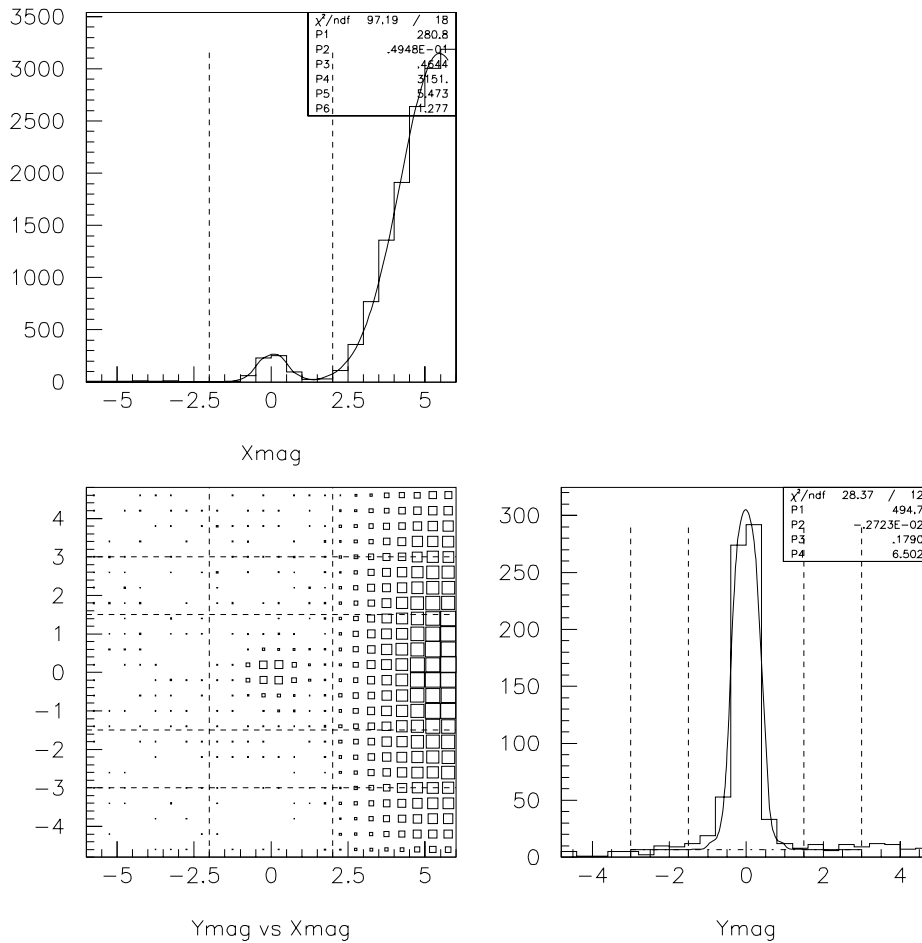 3500
3000
2500
2000
1500
1000
500
0
χ²/ndf 97.19 / 18
P1 280.8
P2 .4948E-01
P3 .4644
P4 3151.
P5 5.473
P6 1.277
-5 -2.5 0 2.5 5
Xmag
4
3
2
1
0
-1
-2
-3
-4
-5 -2.5 0 2.5 5
Ymag vs Xmag
300
250
200
150
100
50
0
χ²/ndf 28.37 / 12
P1 494.7
P2 -.2723E-02
P3 .1790
P4 6.502
-4 -2 0 2 4
Ymag